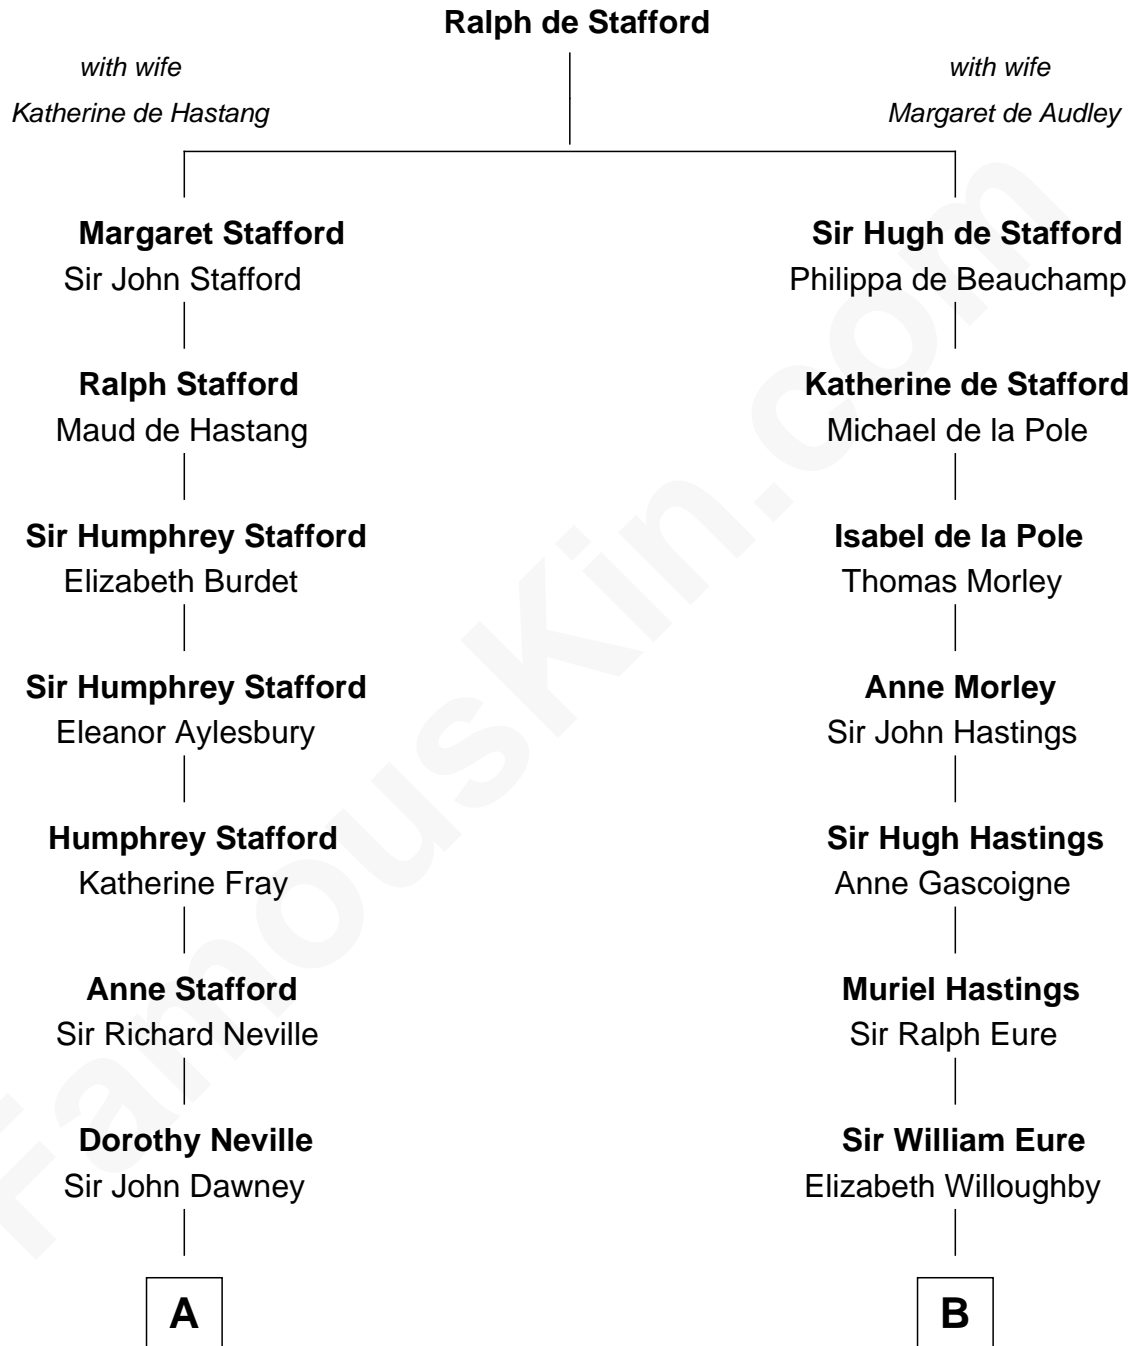 Ralph de Stafford
with wife
Katherine de Hastang
with wife
Margaret de Audley
Margaret Stafford
Sir John Stafford
Sir Hugh de Stafford
Philippa de Beauchamp
Ralph Stafford
Maud de Hastang
Katherine de Stafford
Michael de la Pole
Sir Humphrey Stafford
Elizabeth Burdet
Isabel de la Pole
Thomas Morley
Sir Humphrey Stafford
Eleanor Aylesbury
Anne Morley
Sir John Hastings
Humphrey Stafford
Katherine Fray
Sir Hugh Hastings
Anne Gascoigne
Anne Stafford
Sir Richard Neville
Muriel Hastings
Sir Ralph Eure
Dorothy Neville
Sir John Dawney
Sir William Eure
Elizabeth Willoughby
A
B
FamousKin.com